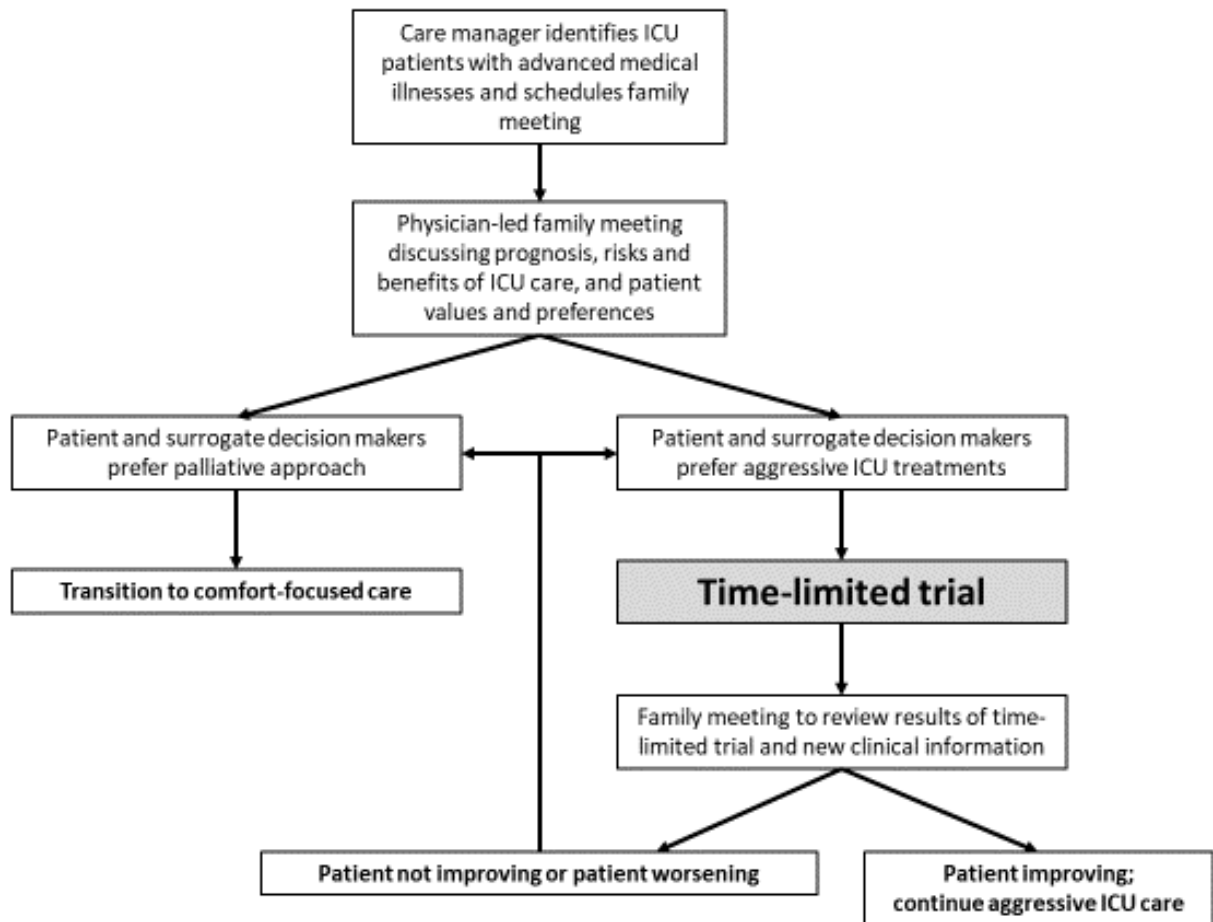 Care manager identifies ICU
patients with advanced medical
illnesses and schedules family
meeting
Physician-led family meeting
discussing prognosis, risks and
benefits of ICU care, and patient
values and preferences
Patient and surrogate decision makers
prefer palliative approach
Patient and surrogate decision makers
prefer aggressive ICU treatments
Transition to comfort-focused care
Time-limited trial
Family meeting to review results of time-
limited trial and new clinical information
Patient not improving or patient worsening
Patient improving;
continue aggressive ICU care